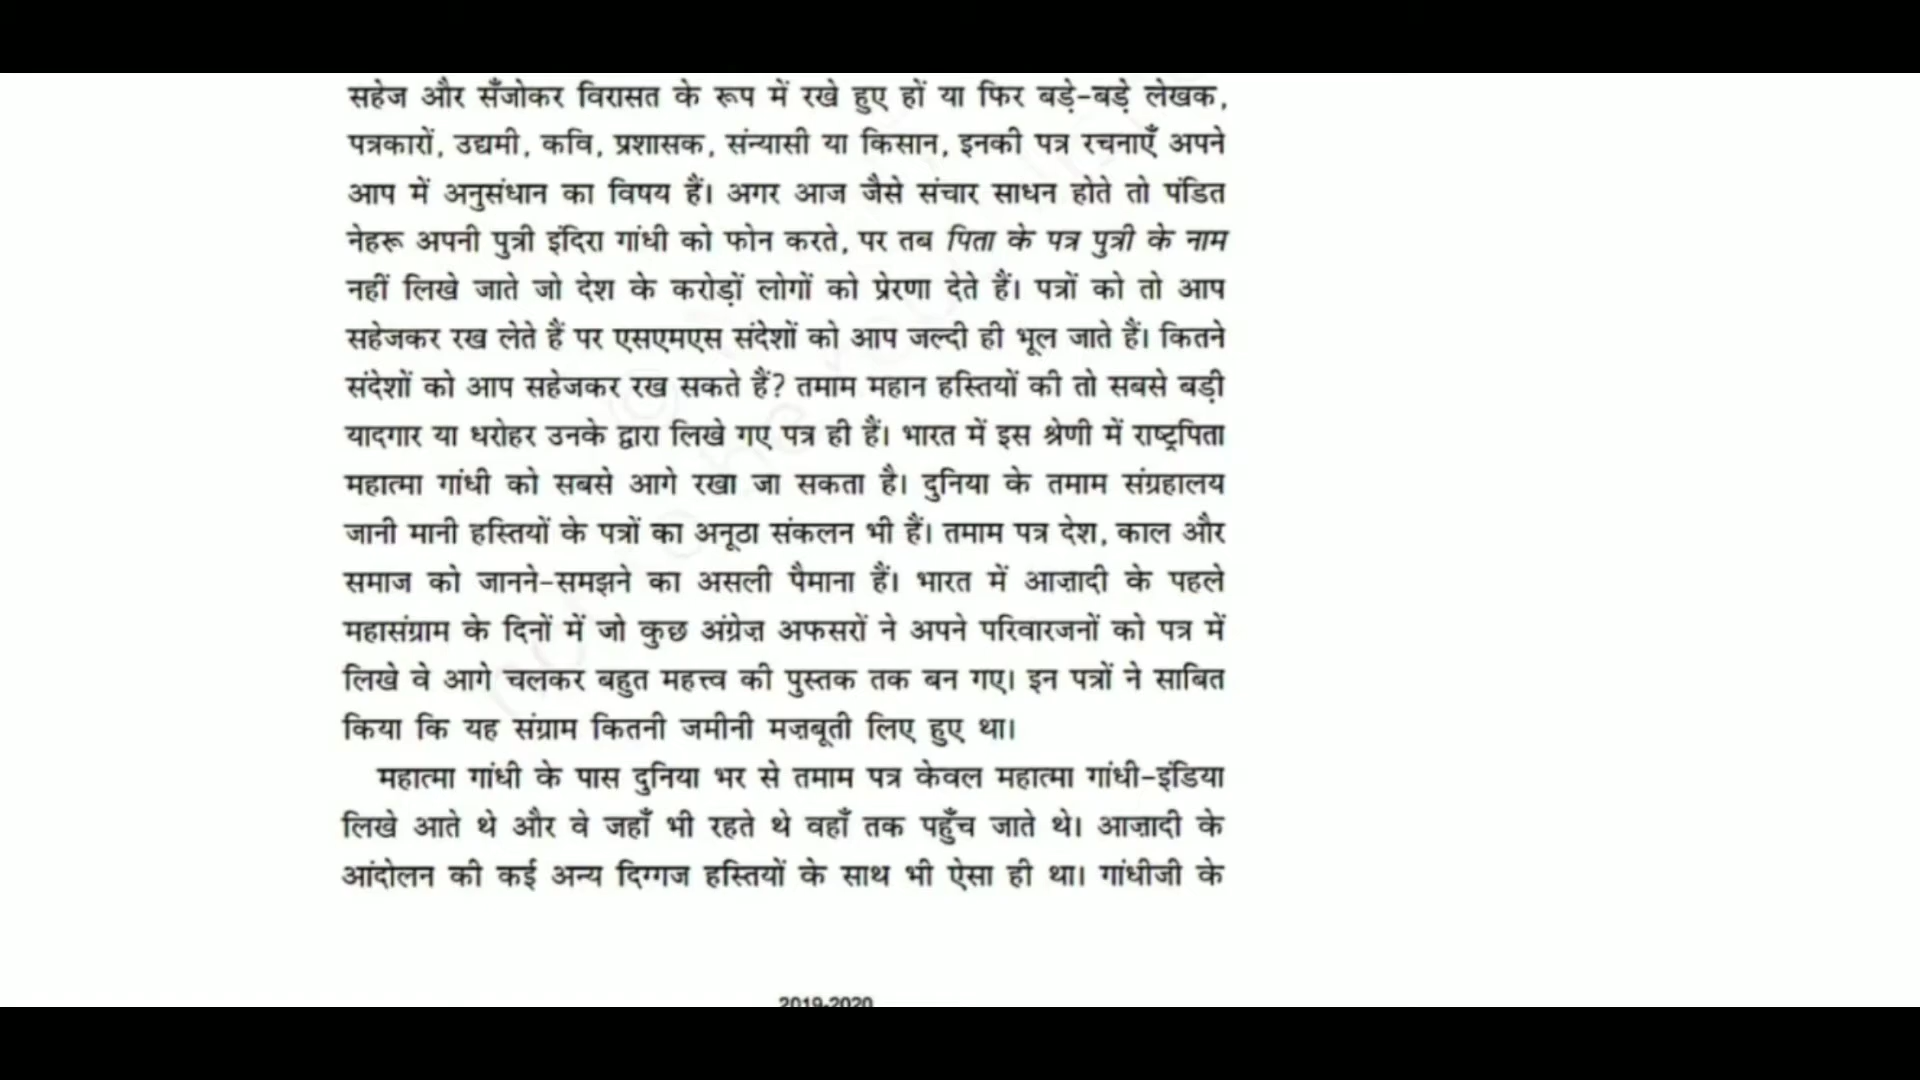 सहेज और सँजोकर विरासत के रूप में रखे हुए हों या फिर बड़े-बड़े लेखक,
पत्रकारों, उद्यमी, कवि, प्रशासक, संन्यासी या किसान, इनकी पत्र रचनाएँ अपने
आप में अनुसंधान का विषय हैं। अगर आज जैसे संचार साधन होते तो पंडित
नेहरू अपनी पुत्री इंदिरा गांधी को फोन करते, पर तब पिता के पत्र पुत्री के नाम
नहीं लिखे जाते जो देश के करोड़ों लोगों को प्रेरणा देते हैं। पत्रों को तो आप
सहेजकर रख लेते हैं पर एसएमएस संदेशों को आप जल्दी ही भूल जाते हैं। कितने
संदेशों को आप सहेजकर रख सकते हैं? तमाम महान हस्तियों की तो सबसे बड़ी
यादगार या धरोहर उनके द्वारा लिखे गए पत्र ही हैं। भारत में इस श्रेणी में राष्ट्रपिता
महात्मा गांधी को सबसे आगे रखा जा सकता है। दुनिया के तमाम संग्रहालय
जानी मानी हस्तियों के पत्रों का अनूठा संकलन भी हैं। तमाम पत्र देश, काल और
समाज को जानने-समझने का असली पैमाना हैं। भारत में आज़ादी के पहले
महासंग्राम के दिनों में जो कुछ अंग्रेज़ अफसरों ने अपने परिवारजनों को पत्र में
लिखे वे आगे चलकर बहुत महत्त्व की पुस्तक तक बन गए। इन पत्रों ने साबित
किया कि यह संग्राम कितनी जमीनी मज़बूती लिए हुए था।
महात्मा गांधी के पास दुनिया भर से तमाम पत्र केवल महात्मा गांधी-इंडिया
लिखे आते थे और वे जहाँ भी रहते थे वहाँ तक पहुँच जाते थे। आज़ादी के
आंदोलन की कई अन्य दिग्गज हस्तियों के साथ भी ऐसा ही था। गांधीजी के
2019-2020